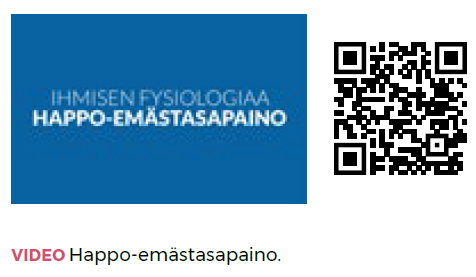 IHMISEN FYSIOLOGIAA
HAPPO-EMÄSTASAPAINO
VIDEO Happo-emästasapaino.